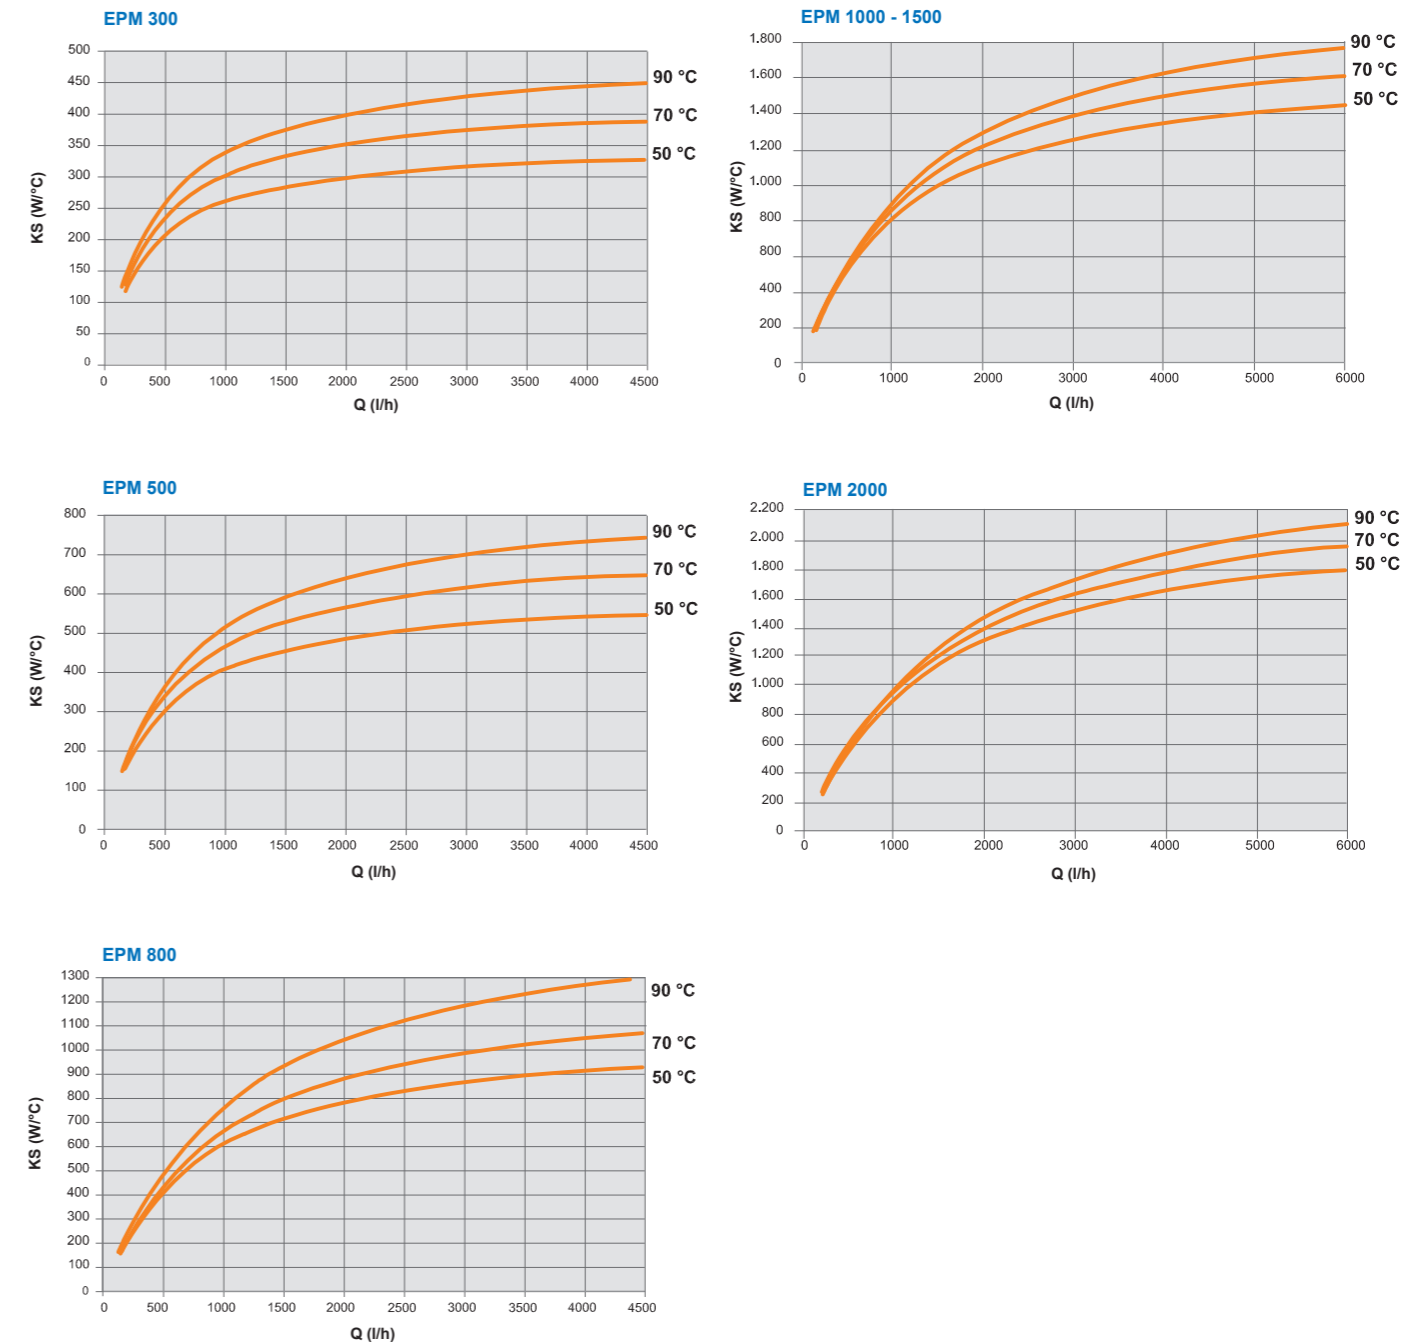 EPM 300
500
450
400
350
300
250
200
150
100
50
0
KS (W/°C)
90 °C
70 °C
50 °C
0 500 1000 1500 2000 2500 3000 3500 4000 4500
Q (l/h)
EPM 1000 - 1500
1.800
1.600
1.400
1.200
1.000
800
800
400
200
0
KS (W/°C)
90 °C
70 °C
50 °C
0 1000 2000 3000 4000 5000 6000
Q (l/h)
EPM 500
800
700
600
500
400
300
200
100
0
KS (W/°C)
90 °C
70 °C
50 °C
0 500 1000 1500 2000 2500 3000 3500 4000 4500
Q (l/h)
EPM 2000
2.200
2.000
1.800
1.600
1.400
1.200
1.000
800
600
400
200
0
KS (W/°C)
90 °C
70 °C
50 °C
0 1000 2000 3000 4000 5000 6000
Q (l/h)
EPM 800
1300
1200
1100
1000
900
800
700
600
500
400
300
200
100
0
KS (W/°C)
90 °C
70 °C
50 °C
0 500 1000 1500 2000 2500 3000 3500 4000 4500
Q (l/h)